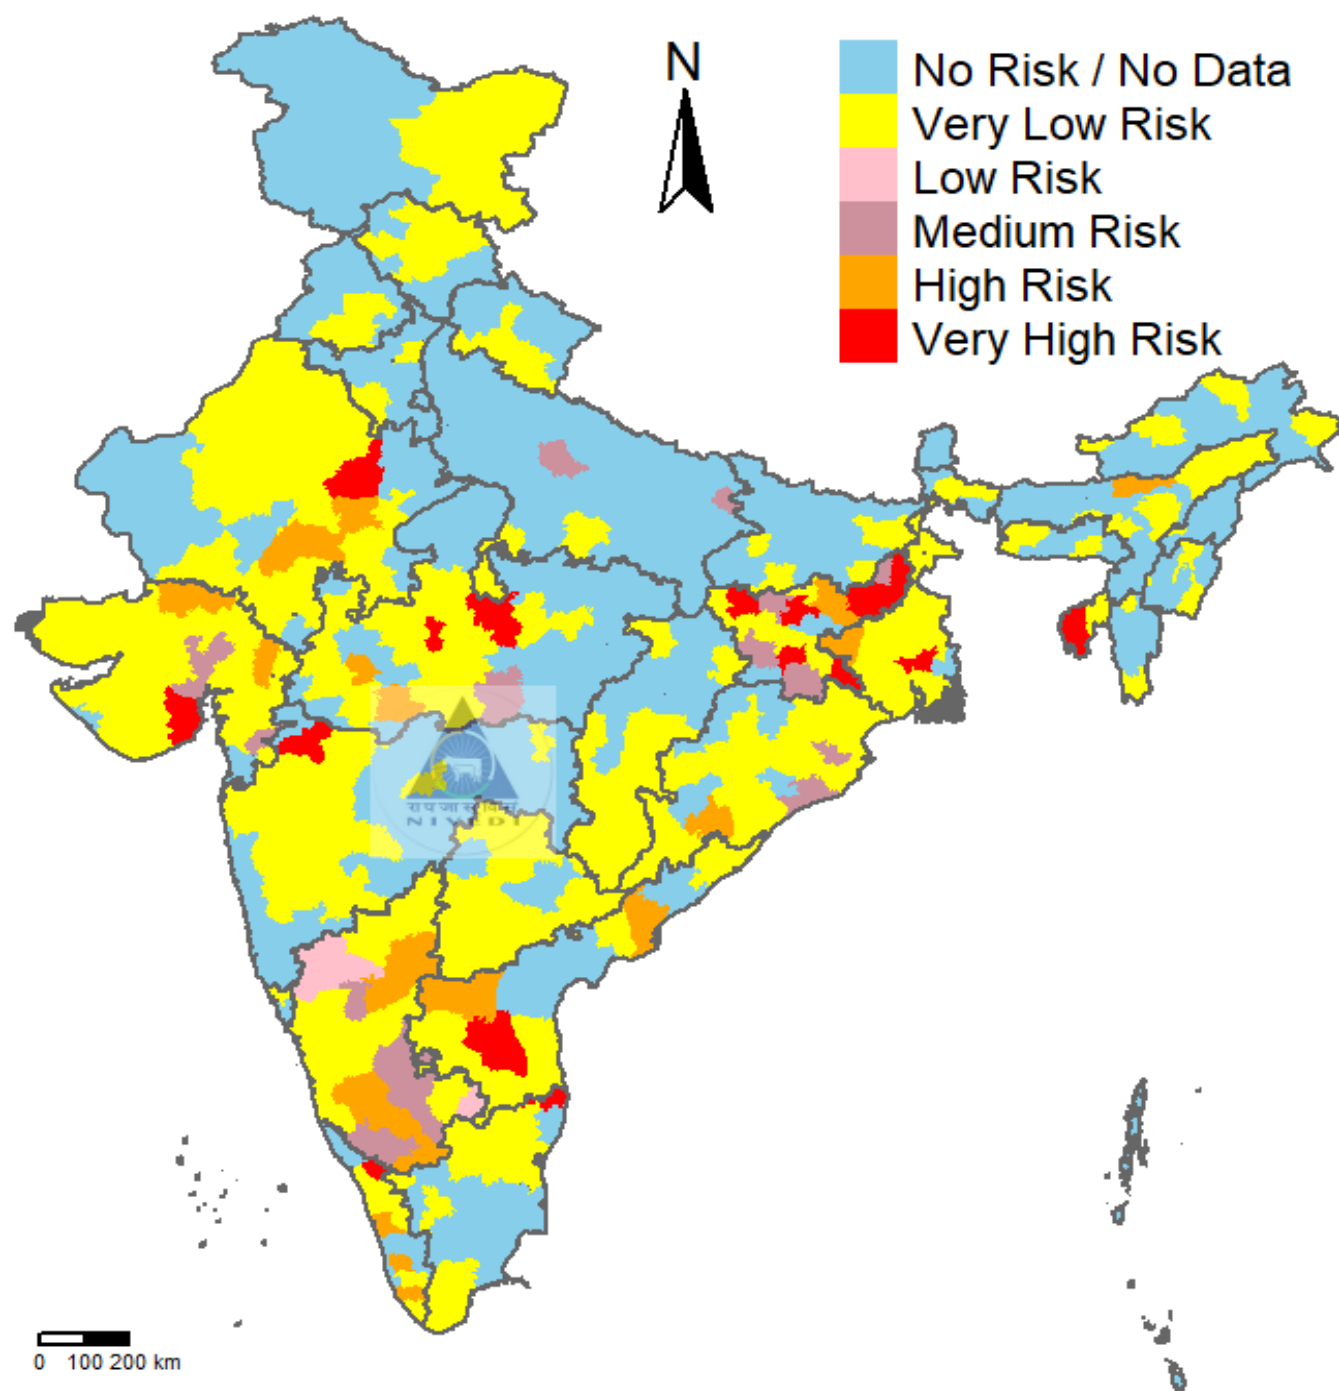 N
No Risk / No Data
Very Low Risk
Low Risk
Medium Risk
High Risk
Very High Risk
NIVEDI
0 100 200 km